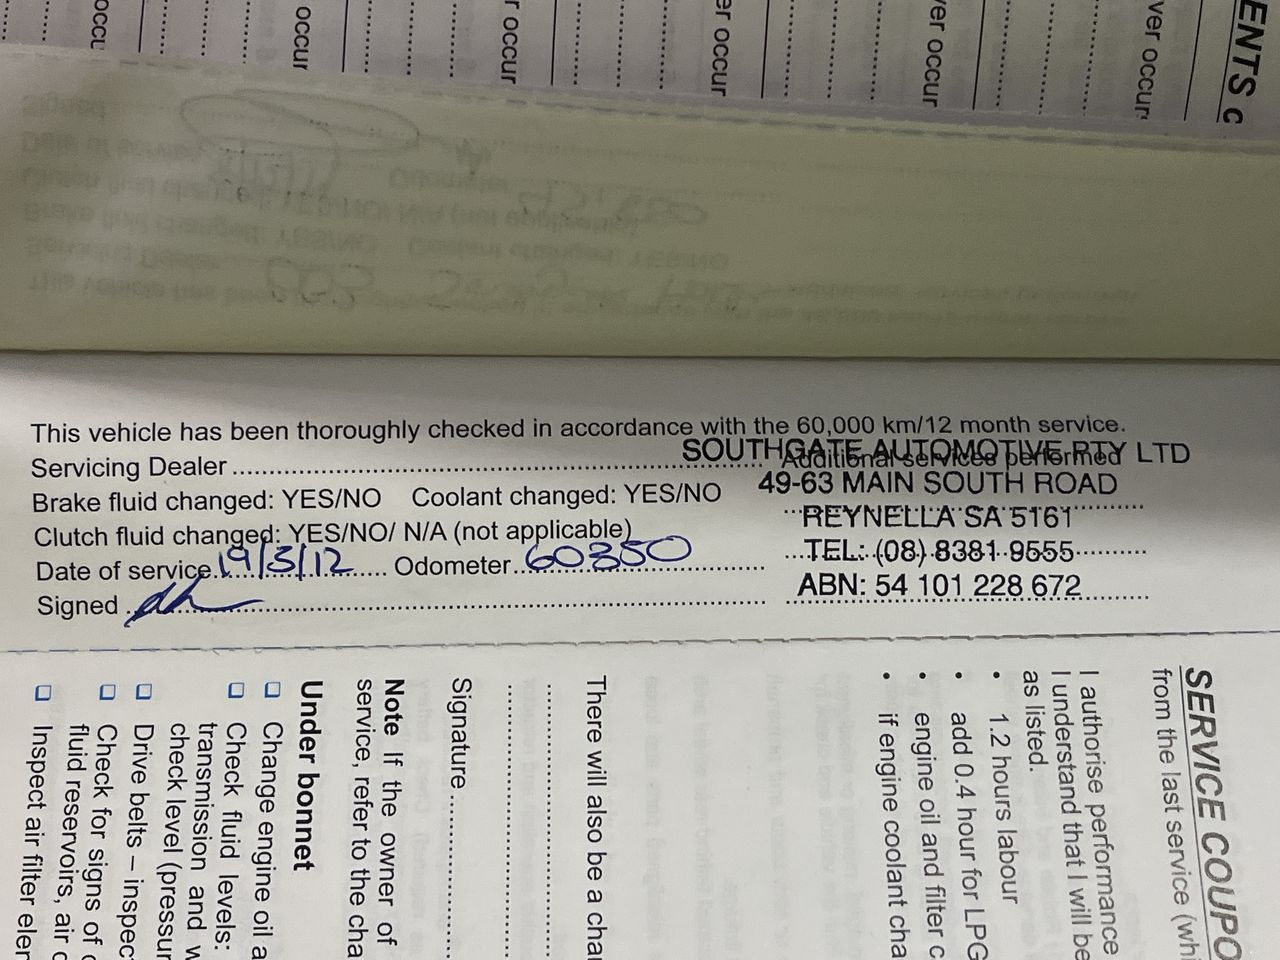 ENTS c
ver occur
ver occur
er occur
r occur
occur
occu
This vehicle has been thoroughly checked in accordance with the 60,000 km/12 month service.
Servicing Dealer
SOUTHGATE AUTOMOTIVE PTY LTD
Additional services performed
49-63 MAIN SOUTH ROAD
Brake fluid changed: YES/NO Coolant changed: YES/NO
REYNELLA SA 5161
Clutch fluid changed: YES/NO/ N/A (not applicable)
TEL: (08) 8381 9555
Date of service 19/3/12 Odometer 60350
ABN: 54 101 228 672
Signed
SERVICE COUPO
from the last service (whi
I authorise performance
I understand that I will be
as listed.
• 1.2 hours labour
• add 0.4 hour for LPG
• engine oil and filter c
• if engine coolant cha
There will also be a cha
Signature
Note If the owner of
service, refer to the cha
Under bonnet
Change engine oil a
Check fluid levels:
transmission and w
check level (pressur
Drive belts – inspec
Check for signs of
fluid reservoirs, air
Inspect air filter elem